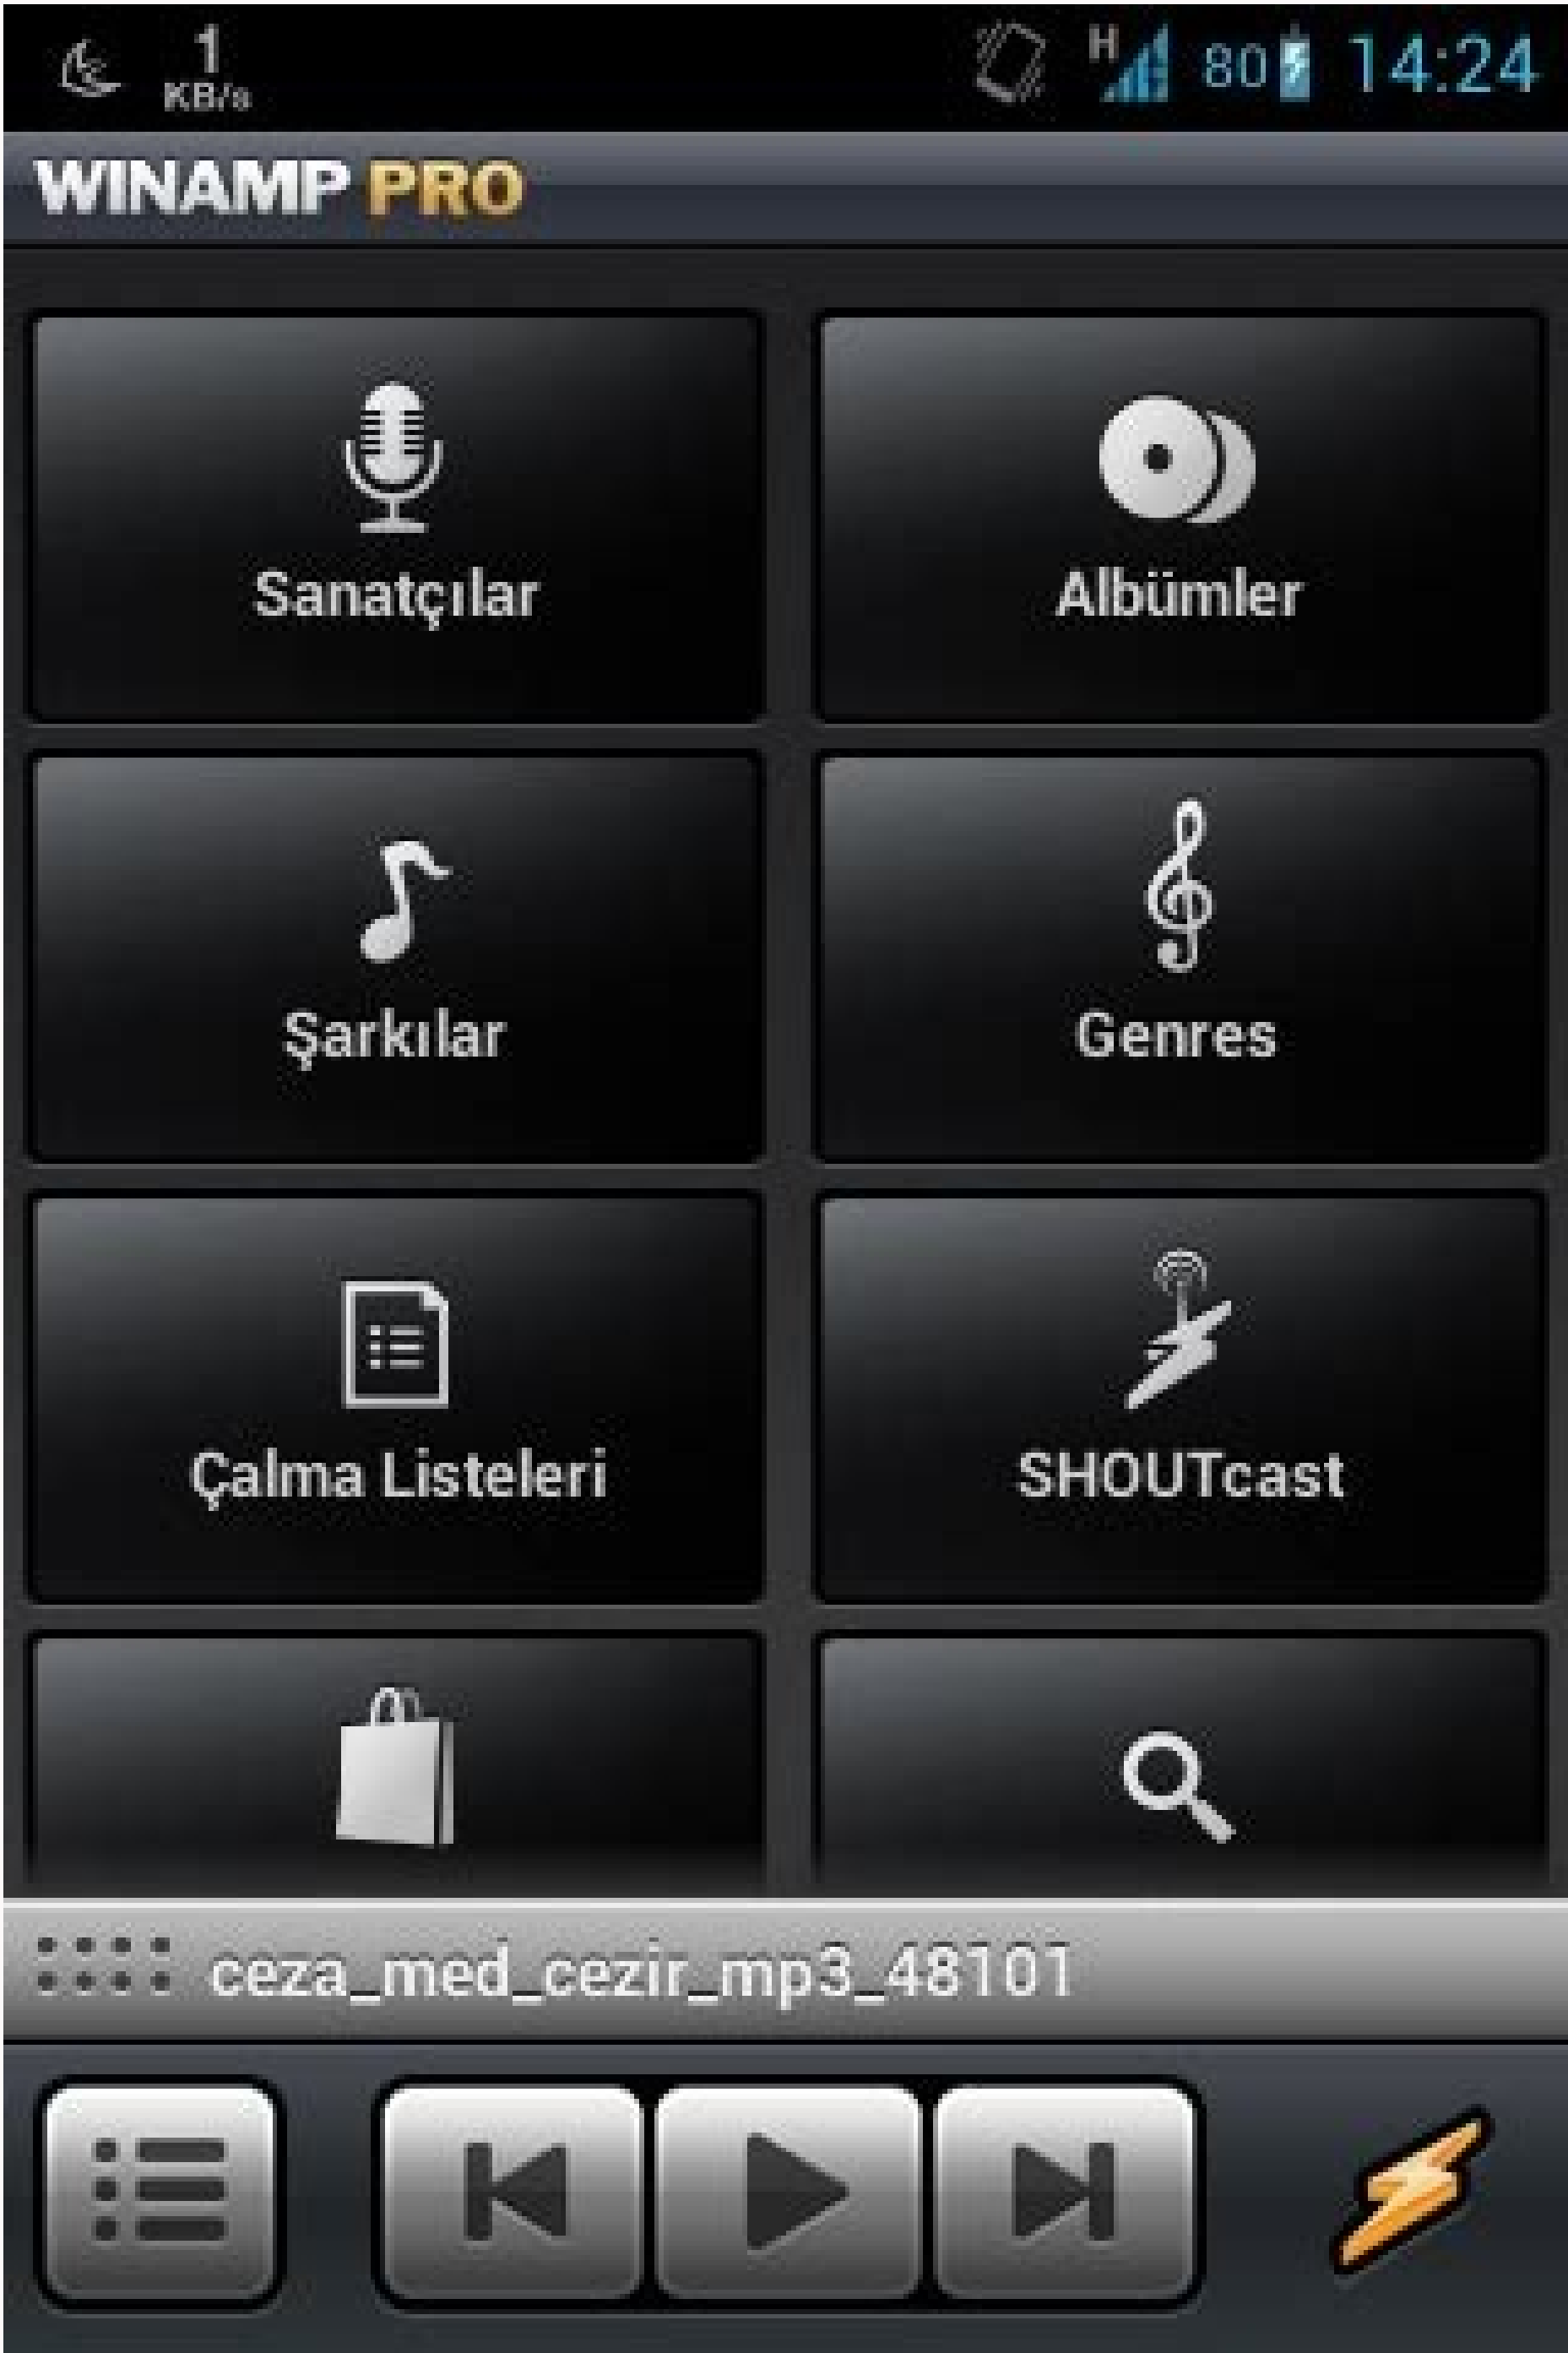 1
KB/s
H
80
14:24
WINAMP PRO
Sanatçılar
Albümler
Şarkılar
Genres
Çalma Listeleri
SHOUTcast
ceza_med_cezir_mp3_48101